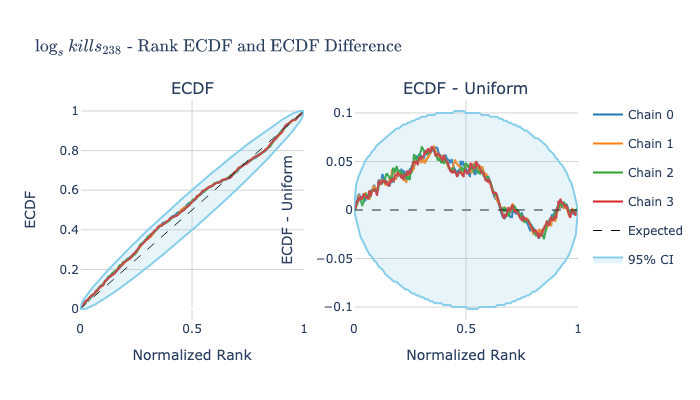 log_s kills_238 - Rank ECDF and ECDF Difference
ECDF
ECDF - Uniform
ECDF
1
0.8
0.6
0.4
0.2
0
0
0.5
1
Normalized Rank
ECDF - Uniform
0.1
0.05
0
−0.05
−0.1
0
0.5
1
Normalized Rank
Chain 0
Chain 1
Chain 2
Chain 3
Expected
95% CI